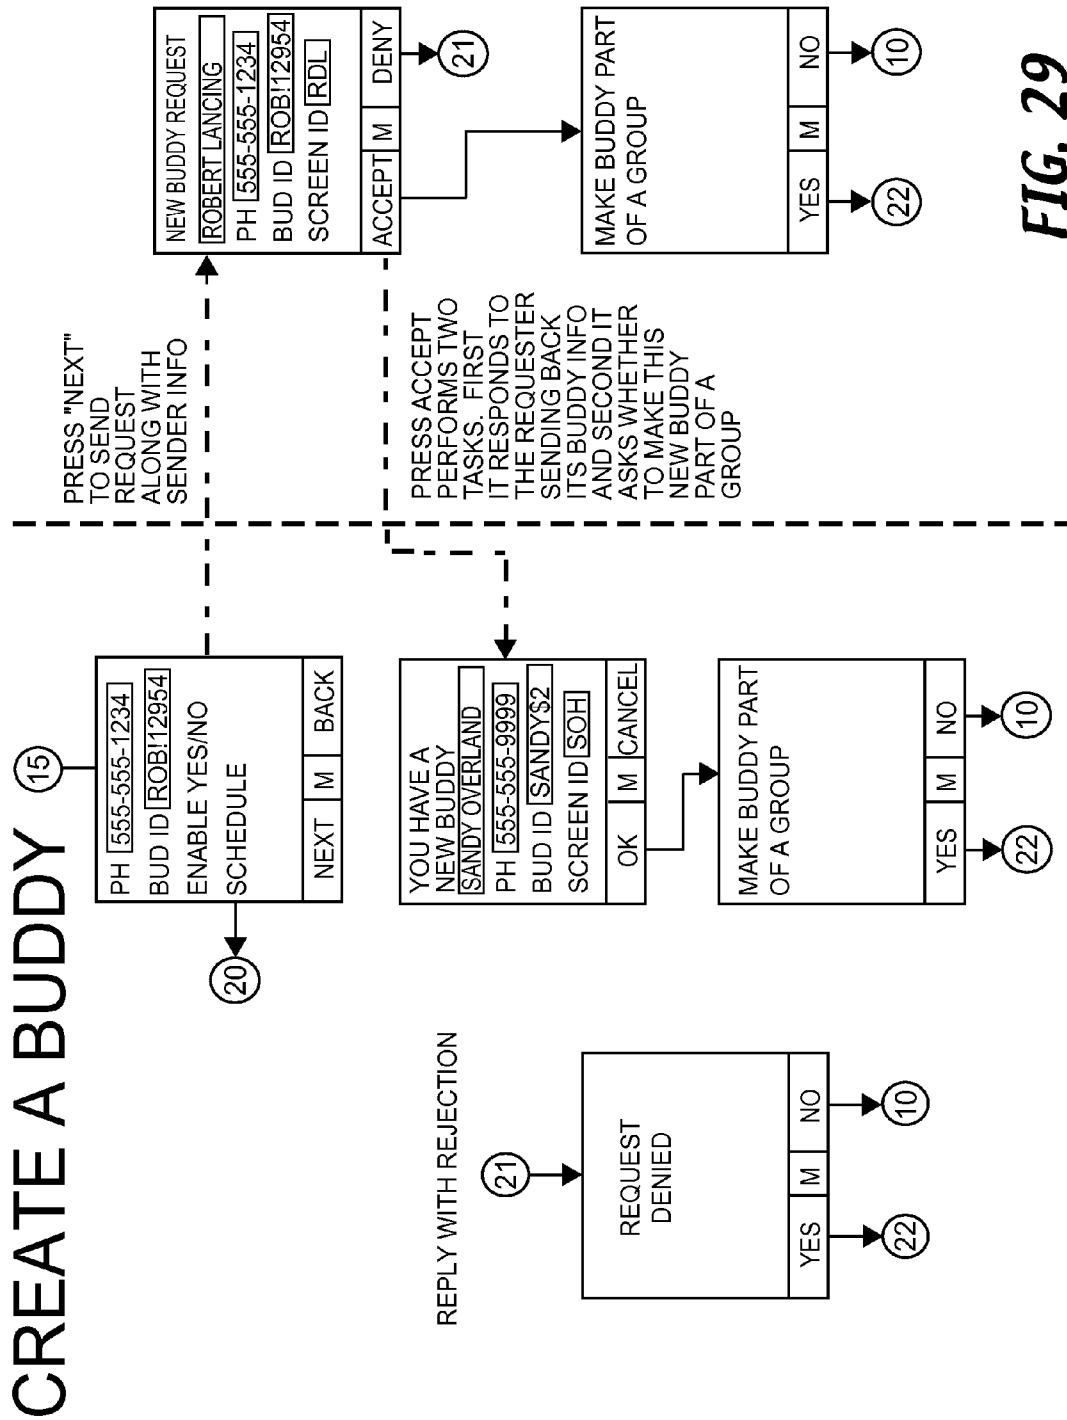 CREATE A BUDDY
15
PH 555-555-1234
BUD ID ROB!12954
ENABLE YES/NO
SCHEDULE
NEXT M BACK
20
PRESS "NEXT"
TO SEND
REQUEST
ALONG WITH
SENDER INFO
NEW BUDDY REQUEST
ROBERT LANCING
PH 555-555-1234
BUD ID ROB!12954
SCREEN ID RDL
ACCEPT M DENY
21
PRESS ACCEPT
PERFORMS TWO
TASKS. FIRST
IT RESPONDS TO
THE REQUESTER
SENDING BACK
ITS BUDDY INFO
AND SECOND IT
ASKS WHETHER
TO MAKE THIS
NEW BUDDY
PART OF A
GROUP
YOU HAVE A
NEW BUDDY
SANDY OVERLAND
PH 555-555-9999
BUD ID SANDY$2
SCREEN ID SOH
OK M CANCEL
MAKE BUDDY PART
OF A GROUP
YES M NO
22 10
MAKE BUDDY PART
OF A GROUP
YES M NO
22 10
REPLY WITH REJECTION
21
REQUEST
DENIED
YES M NO
22 10
FIG. 29